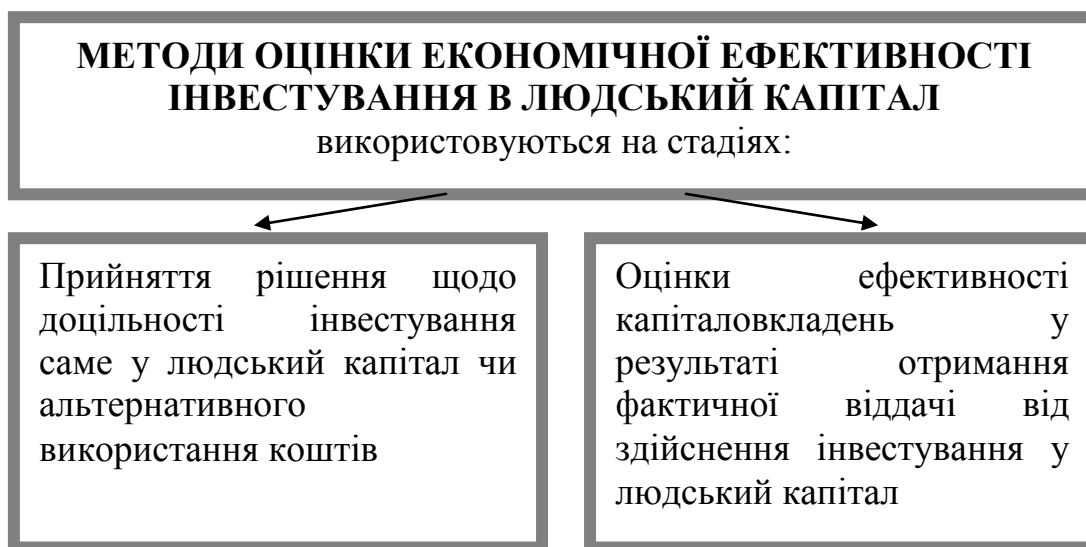 МЕТОДИ ОЦІНКИ ЕКОНОМІЧНОЇ ЕФЕКТИВНОСТІ
ІНВЕСТУВАННЯ В ЛЮДСЬКИЙ КАПІТАЛ
використовуються на стадіях:
Прийняття рішення щодо
доцільності інвестування
саме у людський капітал чи
альтернативного
використання коштів
Оцінки ефективності
капіталовкладень у
результаті отримання
фактичної віддачі від
здійснення інвестування у
людський капітал